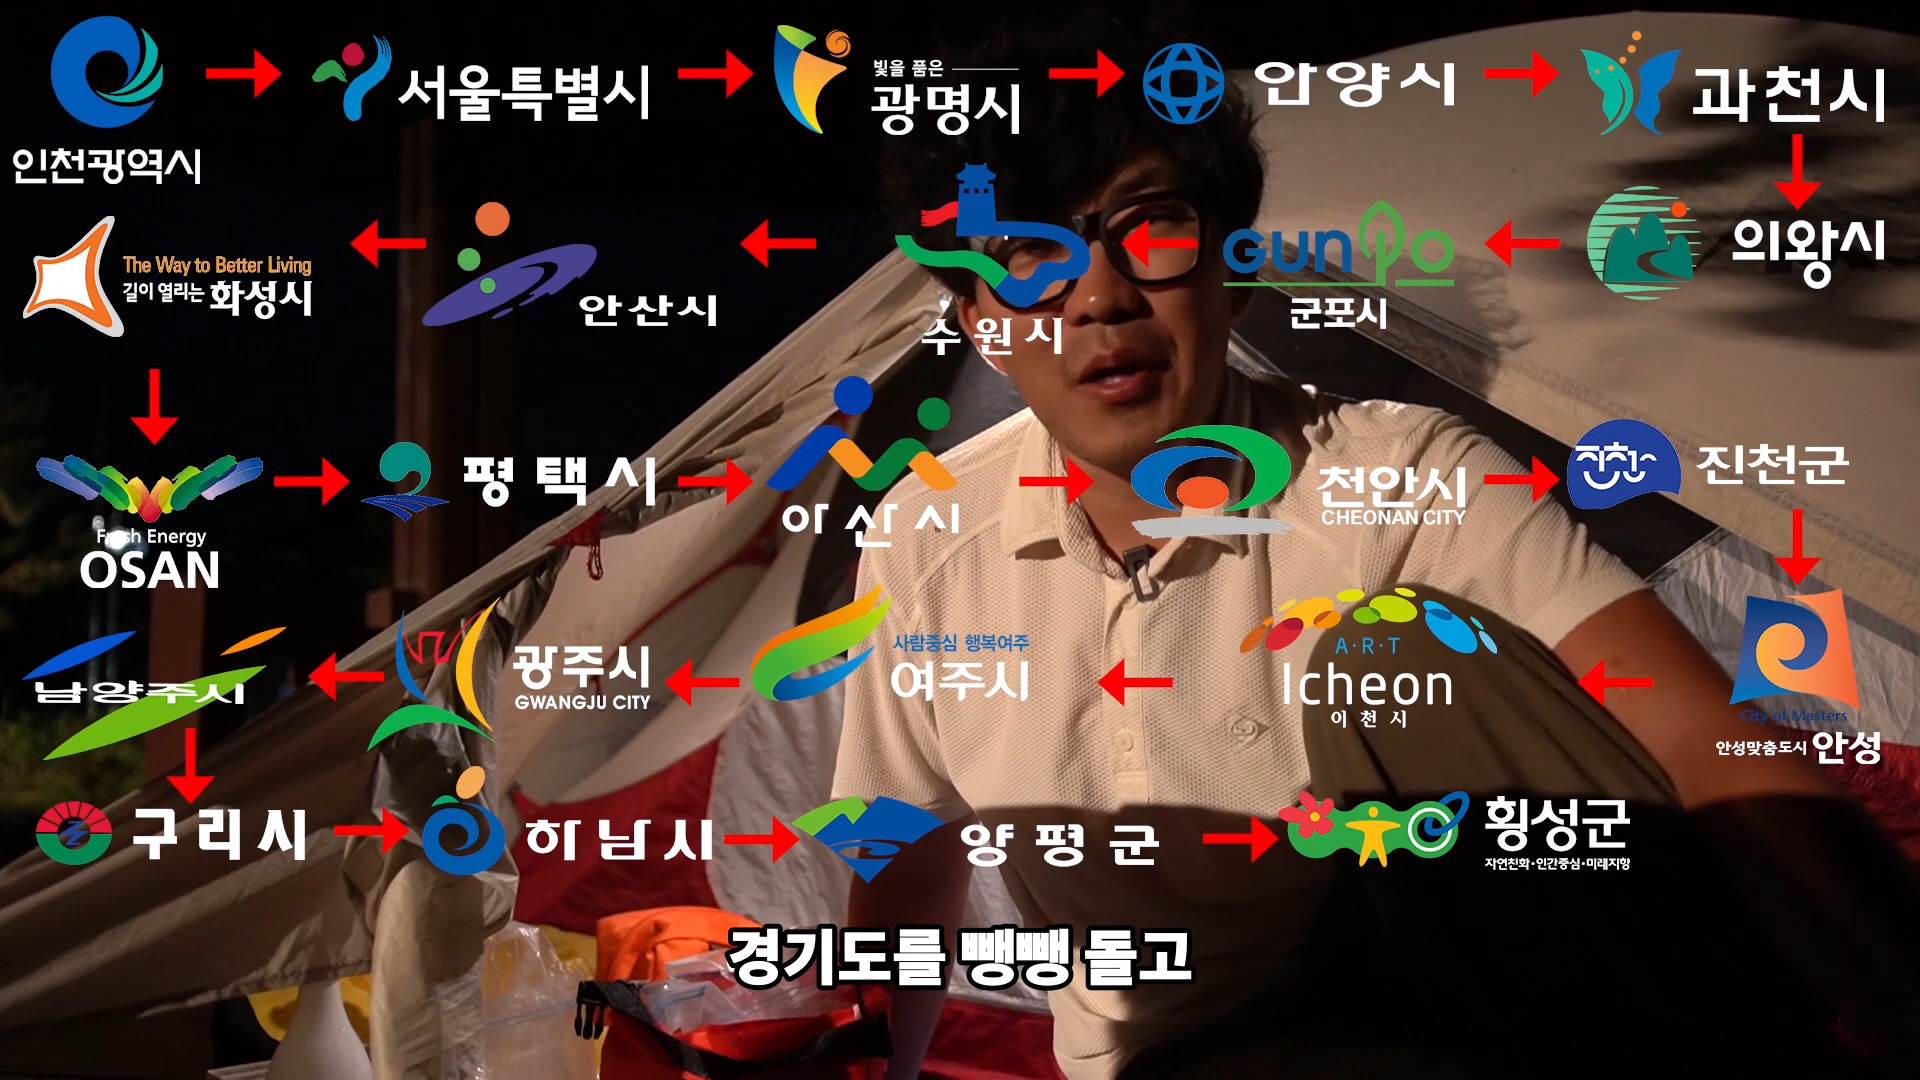 인천광역시
서울특별시
빛을 품은
광명시
안양시
과천시
의왕시
GUNPO
군포시
수원시
안산시
The Way to Better Living
길이 열리는 화성시
Fresh Energy
OSAN
평택시
아산시
천안시
CHEONAN CITY
진천
진천군
City of Masters
안성맞춤도시 안성
A·R·T
Icheon
이천시
사람중심 행복여주
여주시
광주시
GWANGJU CITY
남양주시
구리시
하남시
양평군
횡성군
자연친화·인간중심·미래지향
경기도를 뺑뺑 돌고